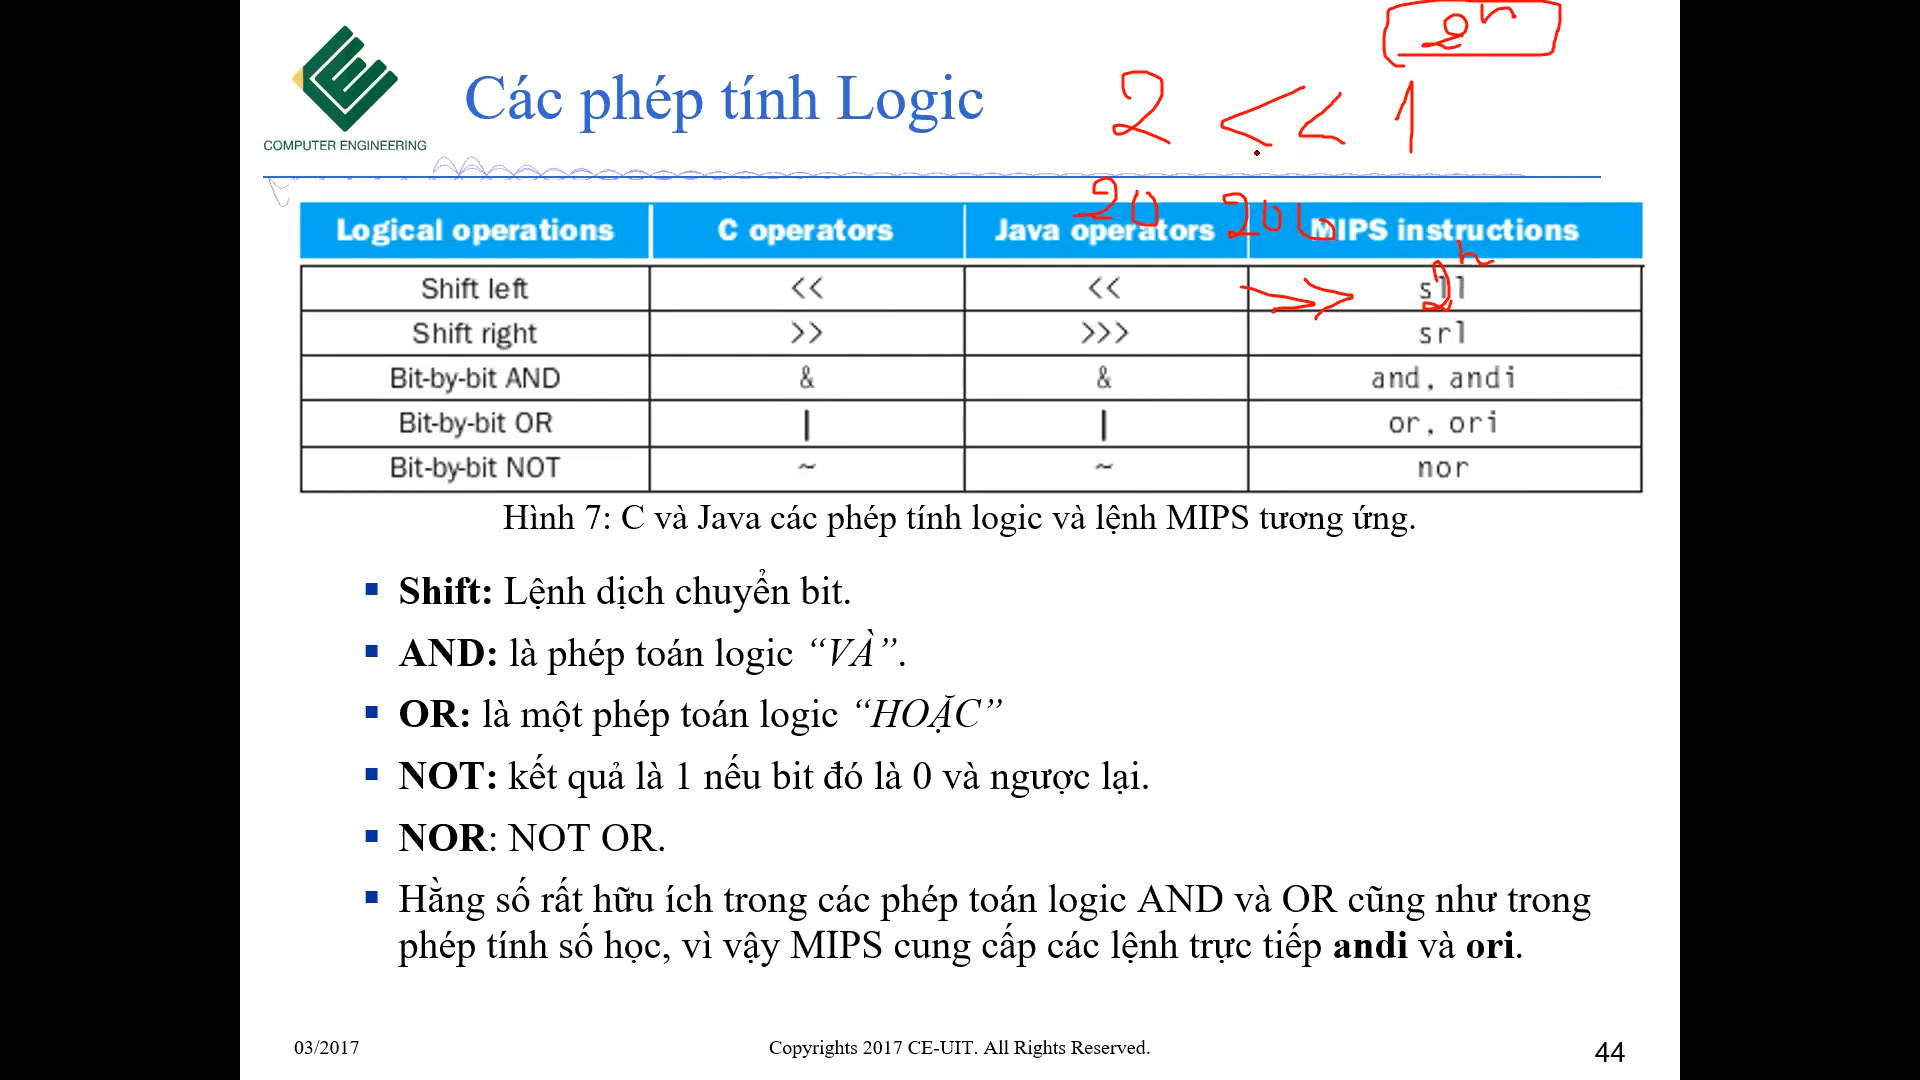 2ⁿ
Các phép tính Logic
2 << 1
COMPUTER ENGINEERING
20 200
Logical operations C operators Java operators MIPS instructions
Shift left << << sll
>> 2ⁿ
Shift right >> >>> srl
Bit-by-bit AND & & and, andi
Bit-by-bit OR | | or, ori
Bit-by-bit NOT ~ ~ nor
Hình 7: C và Java các phép tính logic và lệnh MIPS tương ứng.
▪ Shift: Lệnh dịch chuyển bit.
▪ AND: là phép toán logic “VÀ”.
▪ OR: là một phép toán logic “HOẶC”
▪ NOT: kết quả là 1 nếu bit đó là 0 và ngược lại.
▪ NOR: NOT OR.
▪ Hằng số rất hữu ích trong các phép toán logic AND và OR cũng như trong
phép tính số học, vì vậy MIPS cung cấp các lệnh trực tiếp andi và ori.
03/2017 Copyrights 2017 CE-UIT. All Rights Reserved. 44